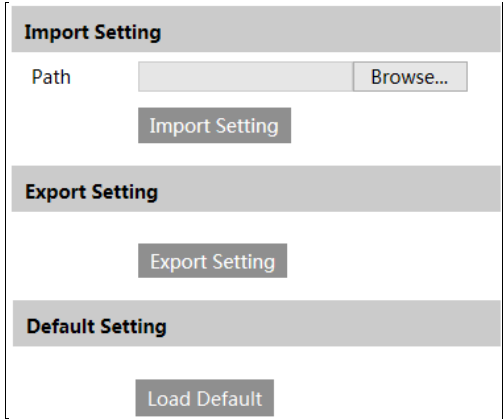 Import Setting
Path Browse...
Import Setting
Export Setting
Export Setting
Default Setting
Load Default